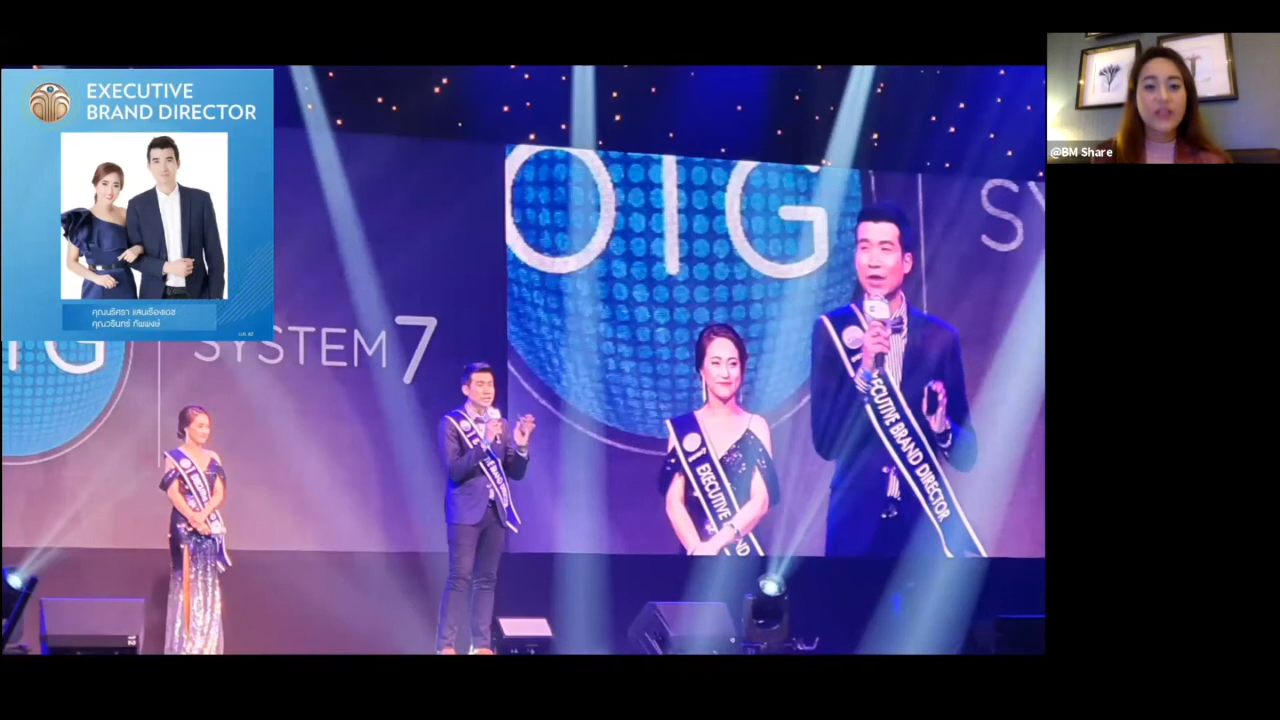 EXECUTIVE
BRAND DIRECTOR
คุณนริศรา แสนเรืองเดช
คุณวรินทร์ ทิพพงษ์
OIG
SY
IG
SYSTEM7
EXECUTIVE BRAND DIRECTOR
EXECUTIVE
BRAND
@BM Share